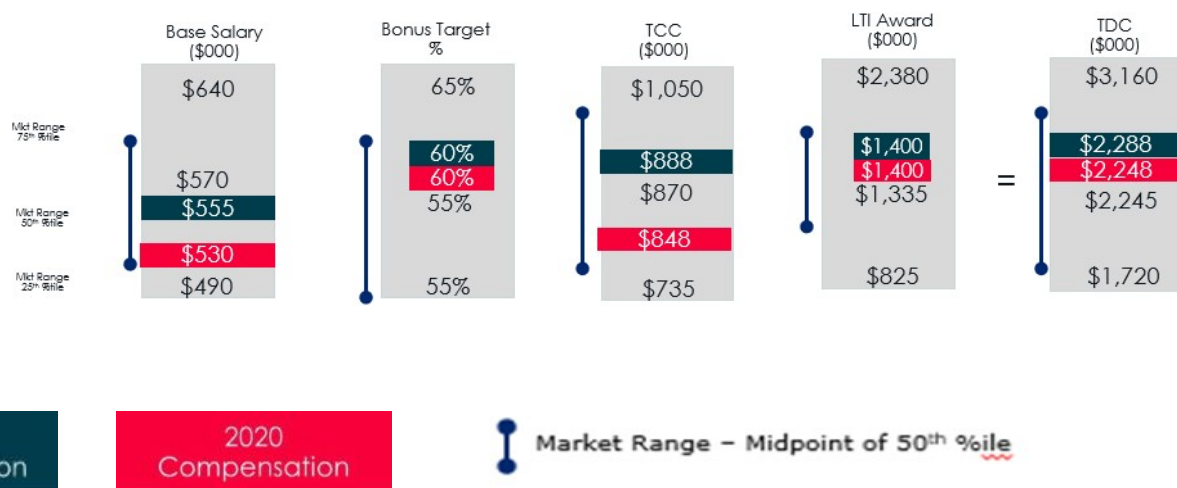 Base Salary
($000)
Bonus Target
%
TCC
($000)
LTI Award
($000)
TDC
($000)
Mkt Range
75th %ile
Mkt Range
50th %ile
Mkt Range
25th %ile
$640
$570
$555
$530
$490
65%
60%
60%
55%
55%
$1,050
$888
$870
$848
$735
$2,380
$1,400
$1,400
$1,335
$825
=
$3,160
$2,288
$2,248
$2,245
$1,720
on
2020
Compensation
Market Range – Midpoint of 50th %ile